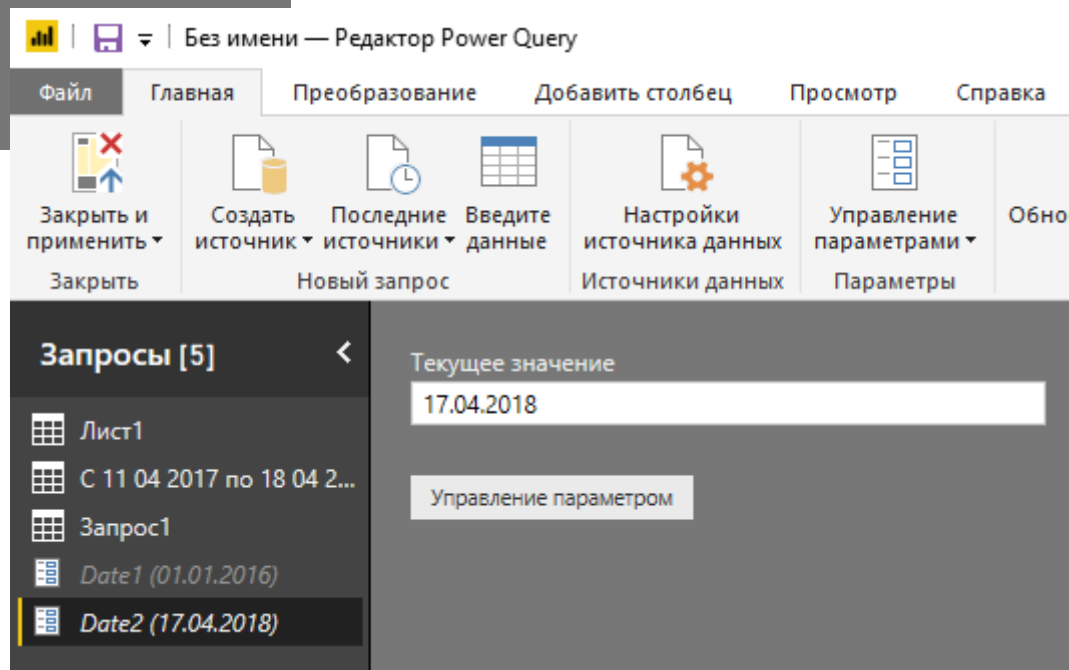 Без имени — Редактор Power Query
Файл Главная Преобразование Добавить столбец Просмотр Справка
Закрыть и применить
Создать источник
Последние источники
Введите данные
Настройки источника данных
Управление параметрами
Обно
Закрыть Новый запрос Источники данных Параметры
Запросы [5]
Лист1
С 11 04 2017 по 18 04 2...
Запрос1
Date1 (01.01.2016)
Date2 (17.04.2018)
Текущее значение
17.04.2018
Управление параметром